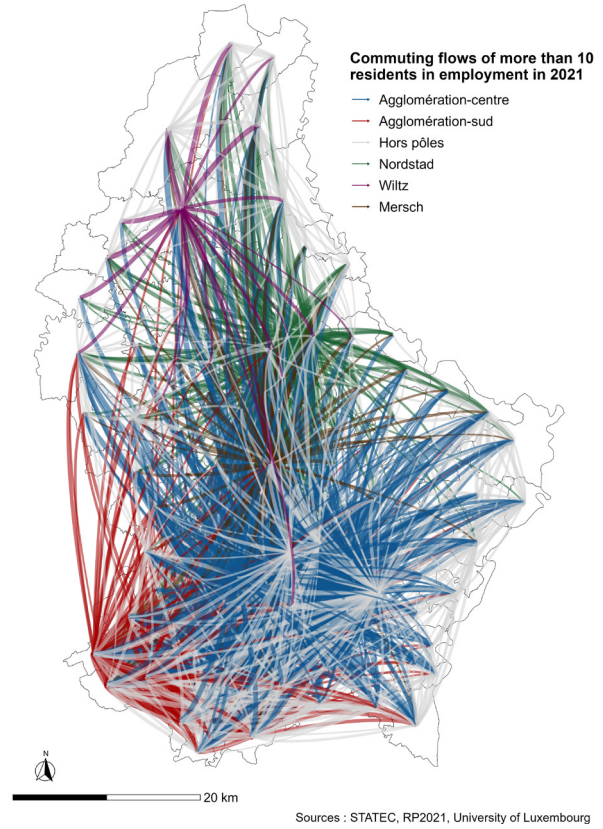 Commuting flows of more than 10
residents in employment in 2021
Agglomération-centre
Agglomération-sud
Hors pôles
Nordstad
Wiltz
Mersch
N
20 km
Sources : STATEC, RP2021, University of Luxembourg